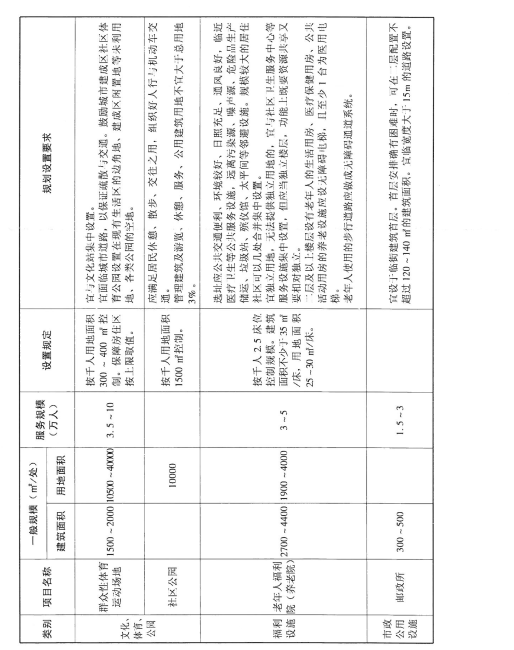 类别
项目名称
一般规模（㎡/处）
建筑面积
用地面积
服务规模
（万人）
设置规定
规划设置要求
文化、
体育、
公园
群众性体育
运动场地
1500~2000
10500~40000
3.5~10
按千人用地面积
300~400㎡控
制。保障房住区
按上限取值。
宜与文化站集中设置。
宜面临城市道路，以保证疏散与交通。鼓励城市建成区社区体
育公园设置在现有生活区的边角地、建成区闲置地等未利用
地、各类公园的空地。
社区公园
10000
按千人用地面积
1500㎡控制。
应满足居民休憩、散步、交往之用，组织好人行与机动车交
通。
管理建筑及游览、休憩、服务、公用建筑用地不宜大于总用地
3%。
福利
设施
老年人福利
院（养老院）
2700~4400
1900~4000
3~5
按千人2.5床位
控制规模。建筑
面积不少于35㎡
/床，用地面积
25~30㎡/床。
选址应公共交通便利、环境较好、日照充足、通风良好，临近
医疗卫生等公共服务设施，远离污染源、噪声源、危险品生产
储运、垃圾站、殡仪馆、太平间等邻避设施。规模较大的居住
社区可以几处合并集中设置。
宜独立用地，无法提供独立用地的，宜与社区卫生服务中心等
服务设施集中设置，但应当独立楼层，功能上既要资源共享又
要相对独立。
二层及以上楼层设有老年人的生活用房、医疗保健用房、公共
活动用房的养老设施应设无障碍电梯，且至少1台为医用电
梯。
老年人使用的步行道路应做成无障碍通道系统。
市政
公用
设施
邮政所
300~500
1.5~3
宜设于临街建筑首层。首层安排确有困难时，可在二层配置不
超过120~140㎡的建筑面积。宜临宽度大于15m的道路设置。